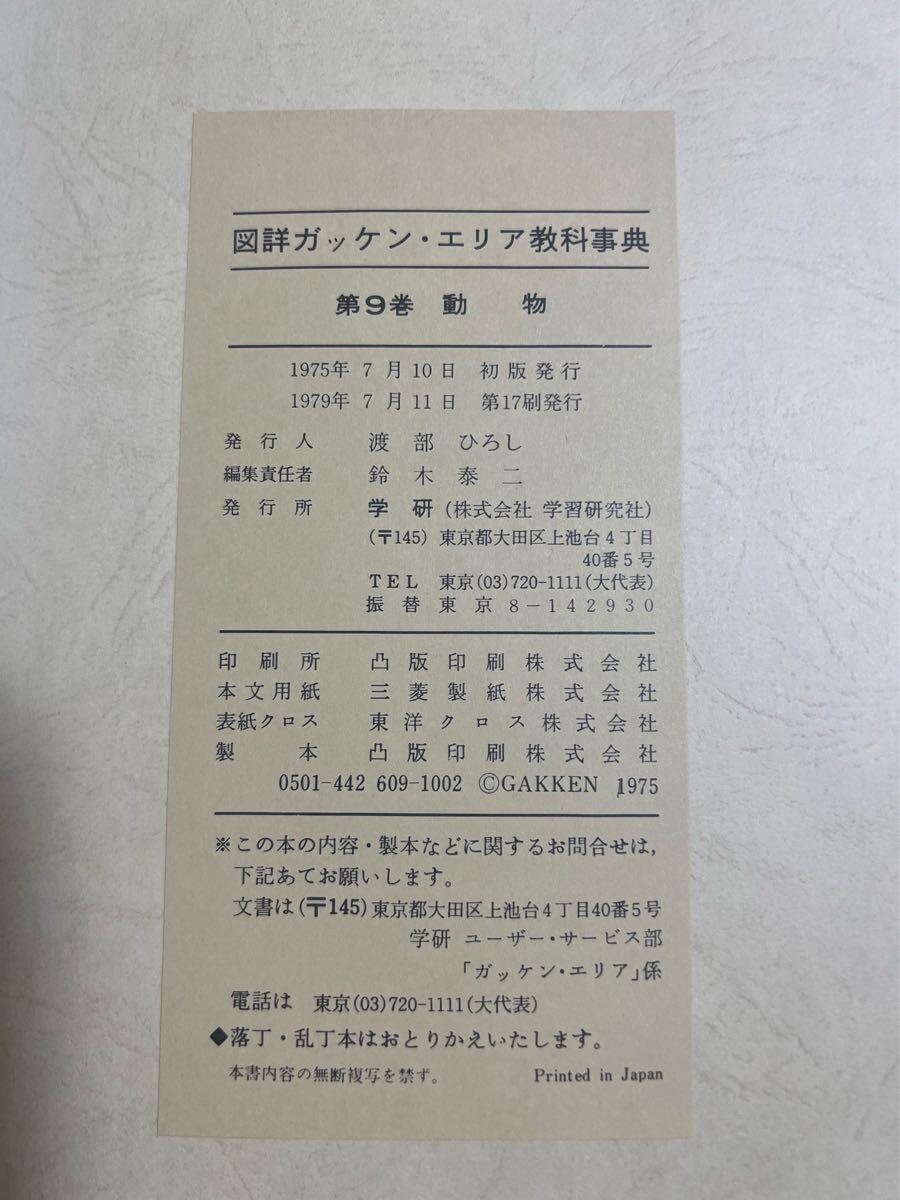 図詳ガッケン・エリア教科事典
第9巻 動物
1975年 7月10日 初版発行
1979年 7月11日 第17刷発行
発行人 渡部ひろし
編集責任者 鈴木泰二
発行所 学研(株式会社 学習研究社)
(〒145) 東京都大田区上池台4丁目
40番5号
TEL 東京(03)720-1111(大代表)
振替 東京 8-142930
印刷所 凸版印刷株式会社
本文用紙 三菱製紙株式会社
表紙クロス 東洋クロス株式会社
製本 凸版印刷株式会社
0501-442 609-1002 ©GAKKEN 1975
※この本の内容・製本などに関するお問合せは,
下記あてお願いします。
文書は(〒145)東京都大田区上池台4丁目40番5号
学研 ユーザー・サービス部
「ガッケン・エリア」係
電話は 東京(03)720-1111(大代表)
◆落丁・乱丁本はおとりかえいたします。
本書内容の無断複写を禁ず。 Printed in Japan